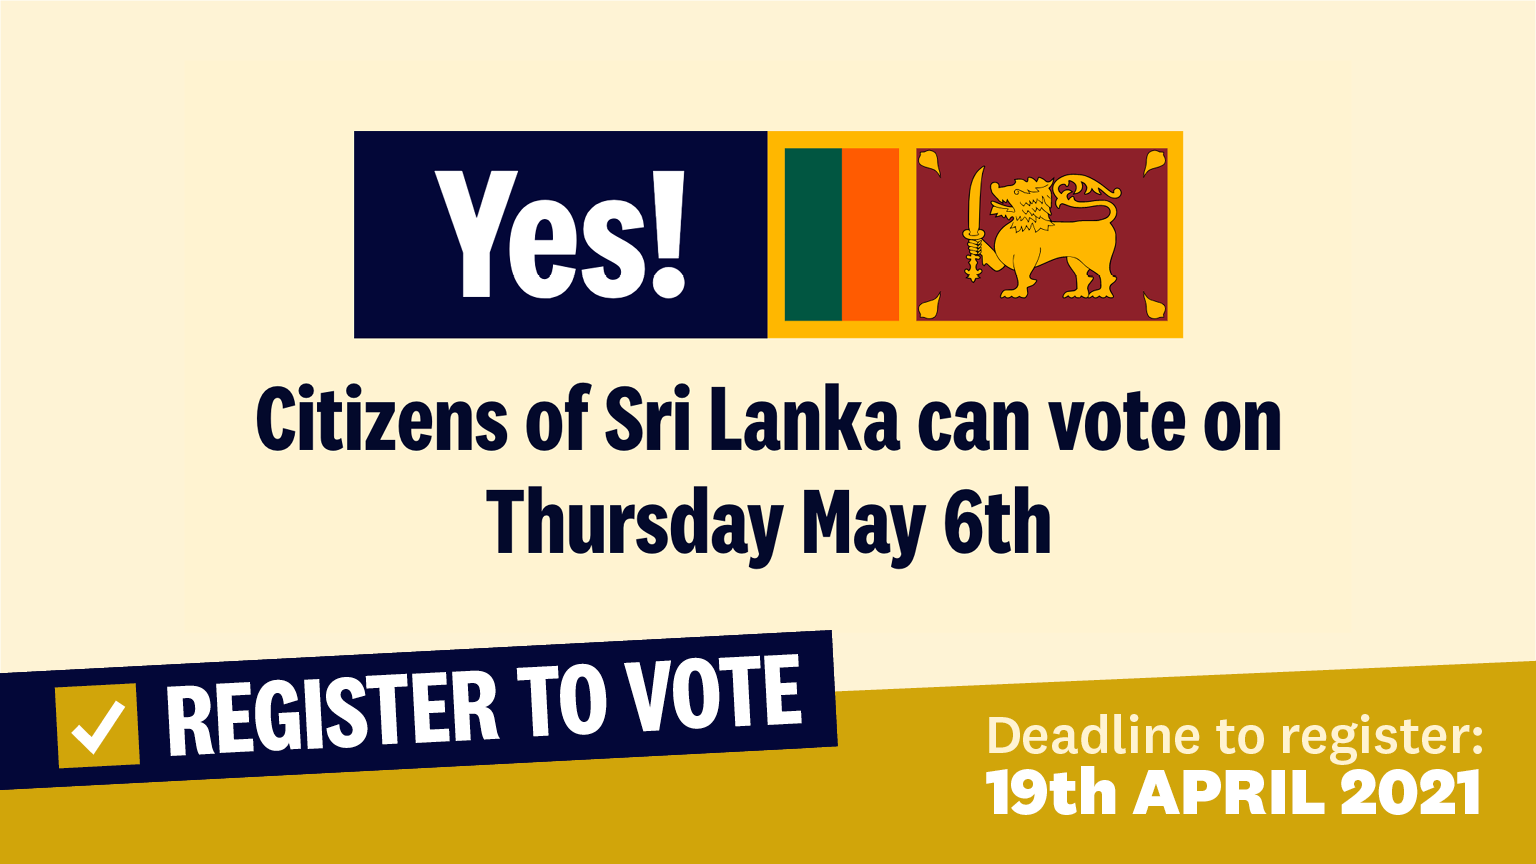 Yes!
Citizens of Sri Lanka can vote on
Thursday May 6th
REGISTER TO VOTE
Deadline to register:
19th APRIL 2021